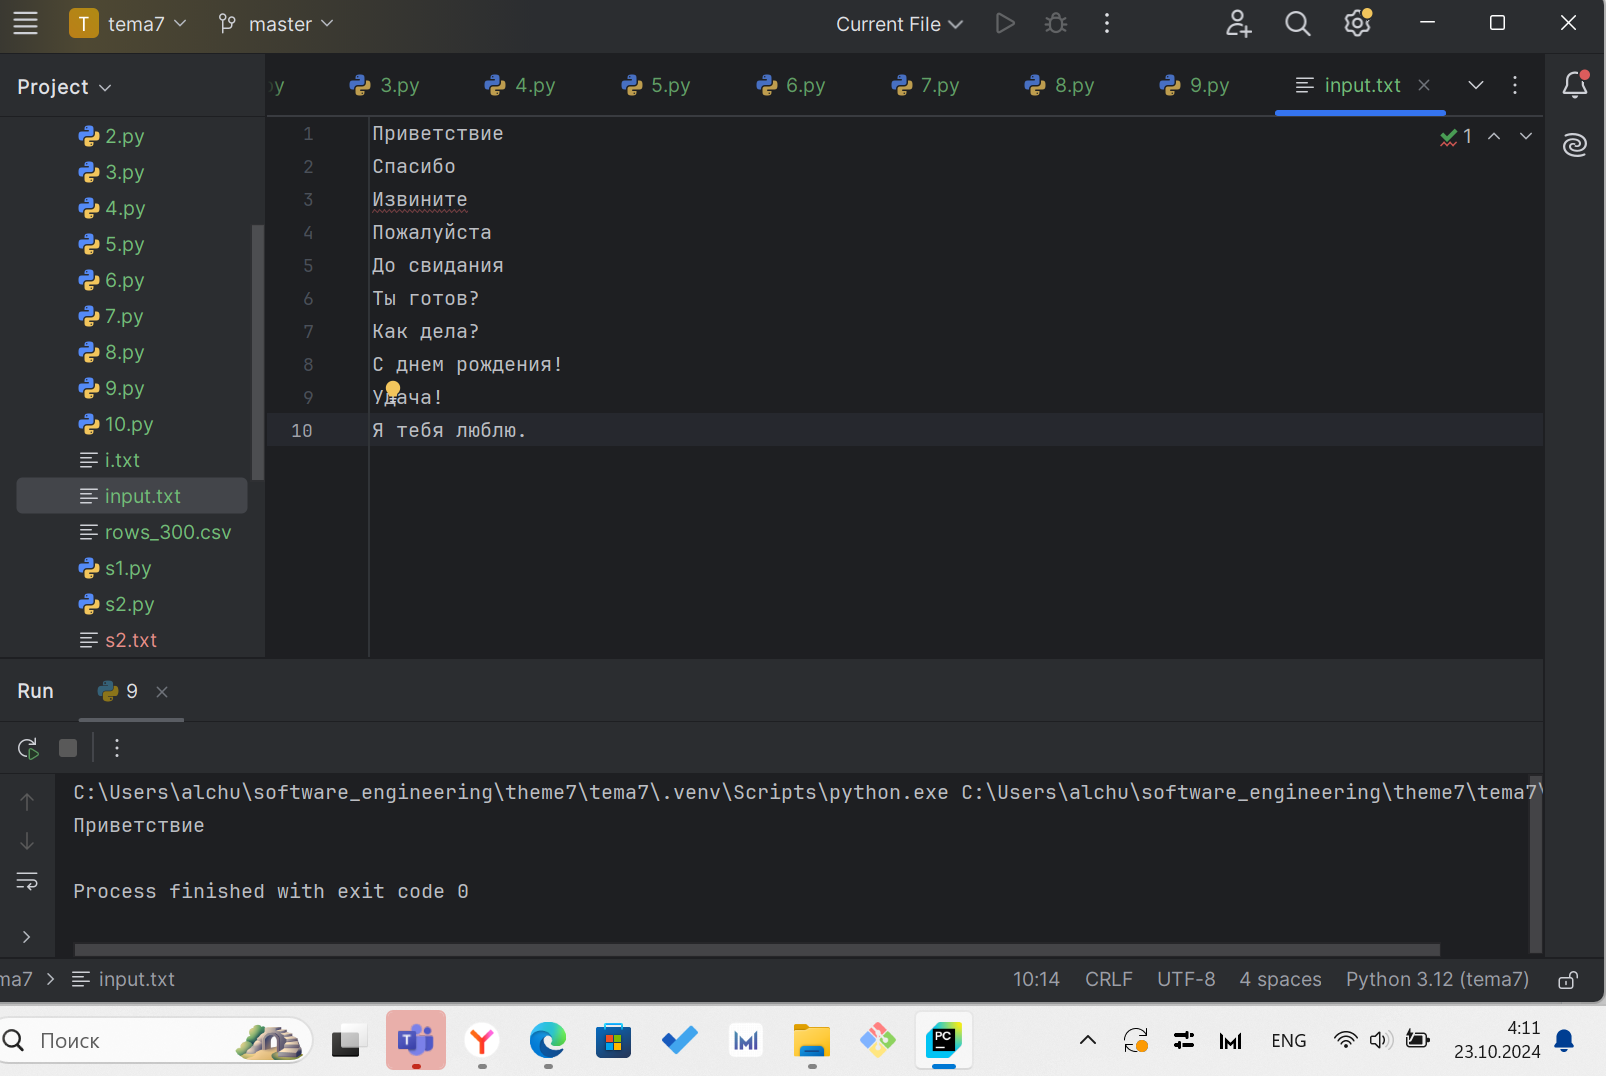 T tema7 master Current File
Project
y 3.py 4.py 5.py 6.py 7.py 8.py 9.py input.txt
2.py
3.py
4.py
5.py
6.py
7.py
8.py
9.py
10.py
i.txt
input.txt
rows_300.csv
s1.py
s2.py
s2.txt
1 Приветствие
2 Спасибо
3 Извините
4 Пожалуйста
5 До свидания
6 Ты готов?
7 Как дела?
8 С днем рождения!
9 Удача!
10 Я тебя люблю.
1
Run 9
C:\Users\alchu\software_engineering\theme7\tema7\.venv\Scripts\python.exe C:\Users\alchu\software_engineering\theme7\tema7\
Приветствие
Process finished with exit code 0
ma7 > input.txt 10:14 CRLF UTF-8 4 spaces Python 3.12 (tema7)
Поиск
T
PC
ENG
4:11
23.10.2024